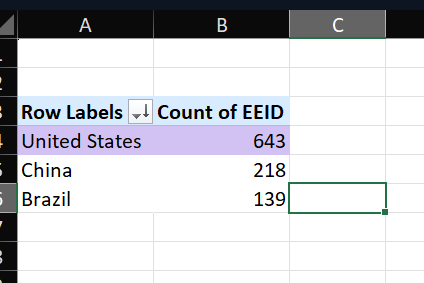 A B C
Row Labels Count of EEID
United States 643
China 218
Brazil 139